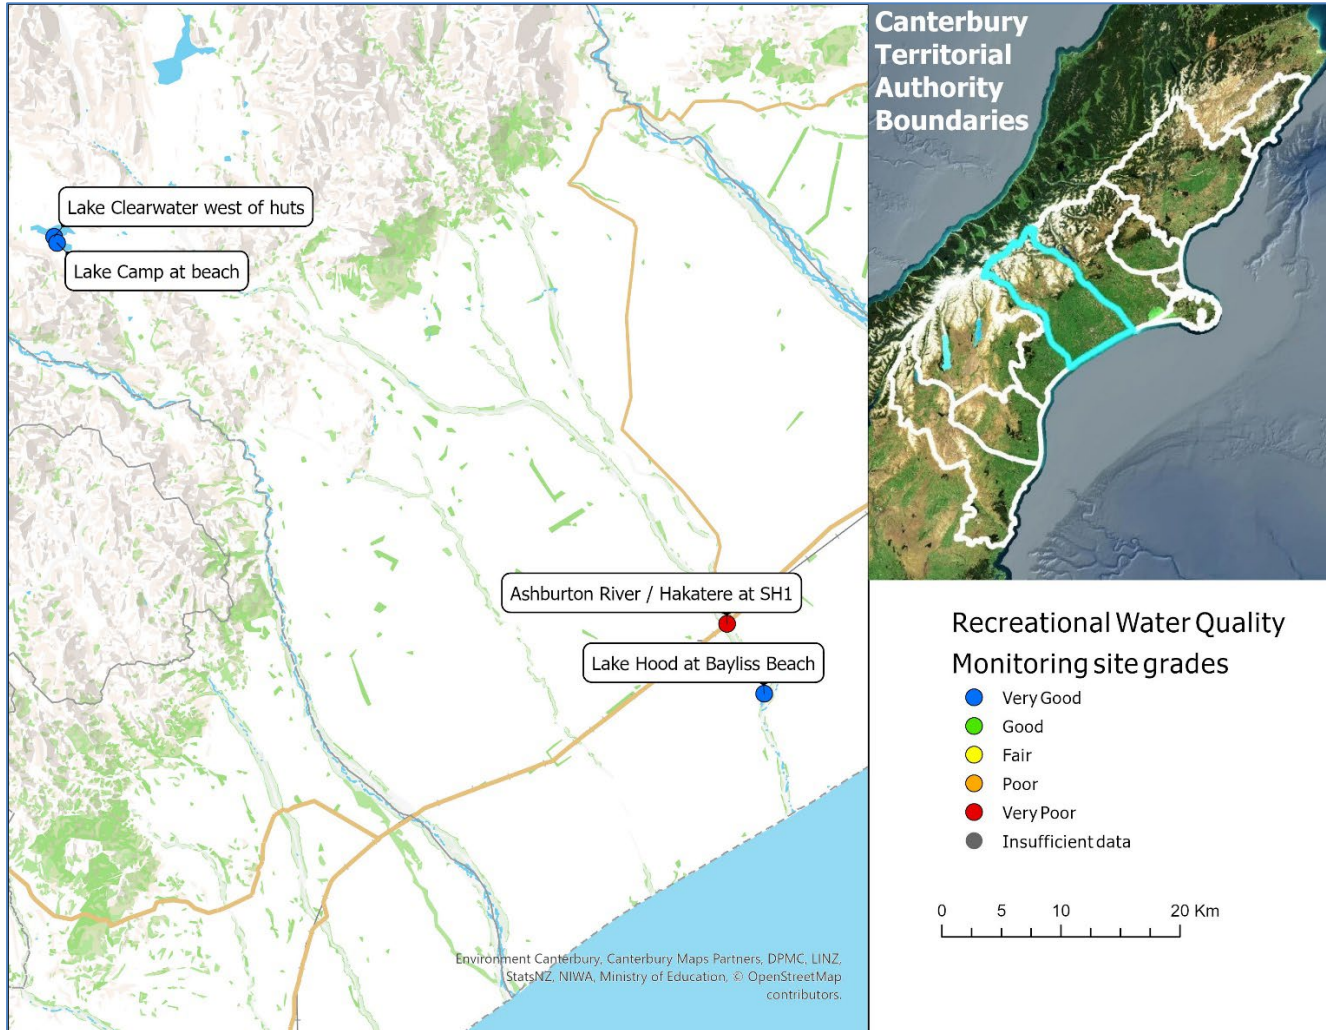 Canterbury
Territorial
Authority
Boundaries
Lake Clearwater west of huts
Lake Camp at beach
Ashburton River / Hakatere at SH1
Lake Hood at Bayliss Beach
Environment Canterbury, Canterbury Maps Partners, DPMC, LINZ,
StatsNZ, NIWA, Ministry of Education, © OpenStreetMap
contributors.
Recreational Water Quality
Monitoring site grades
Very Good
Good
Fair
Poor
Very Poor
Insufficient data
0 5 10 20 Km